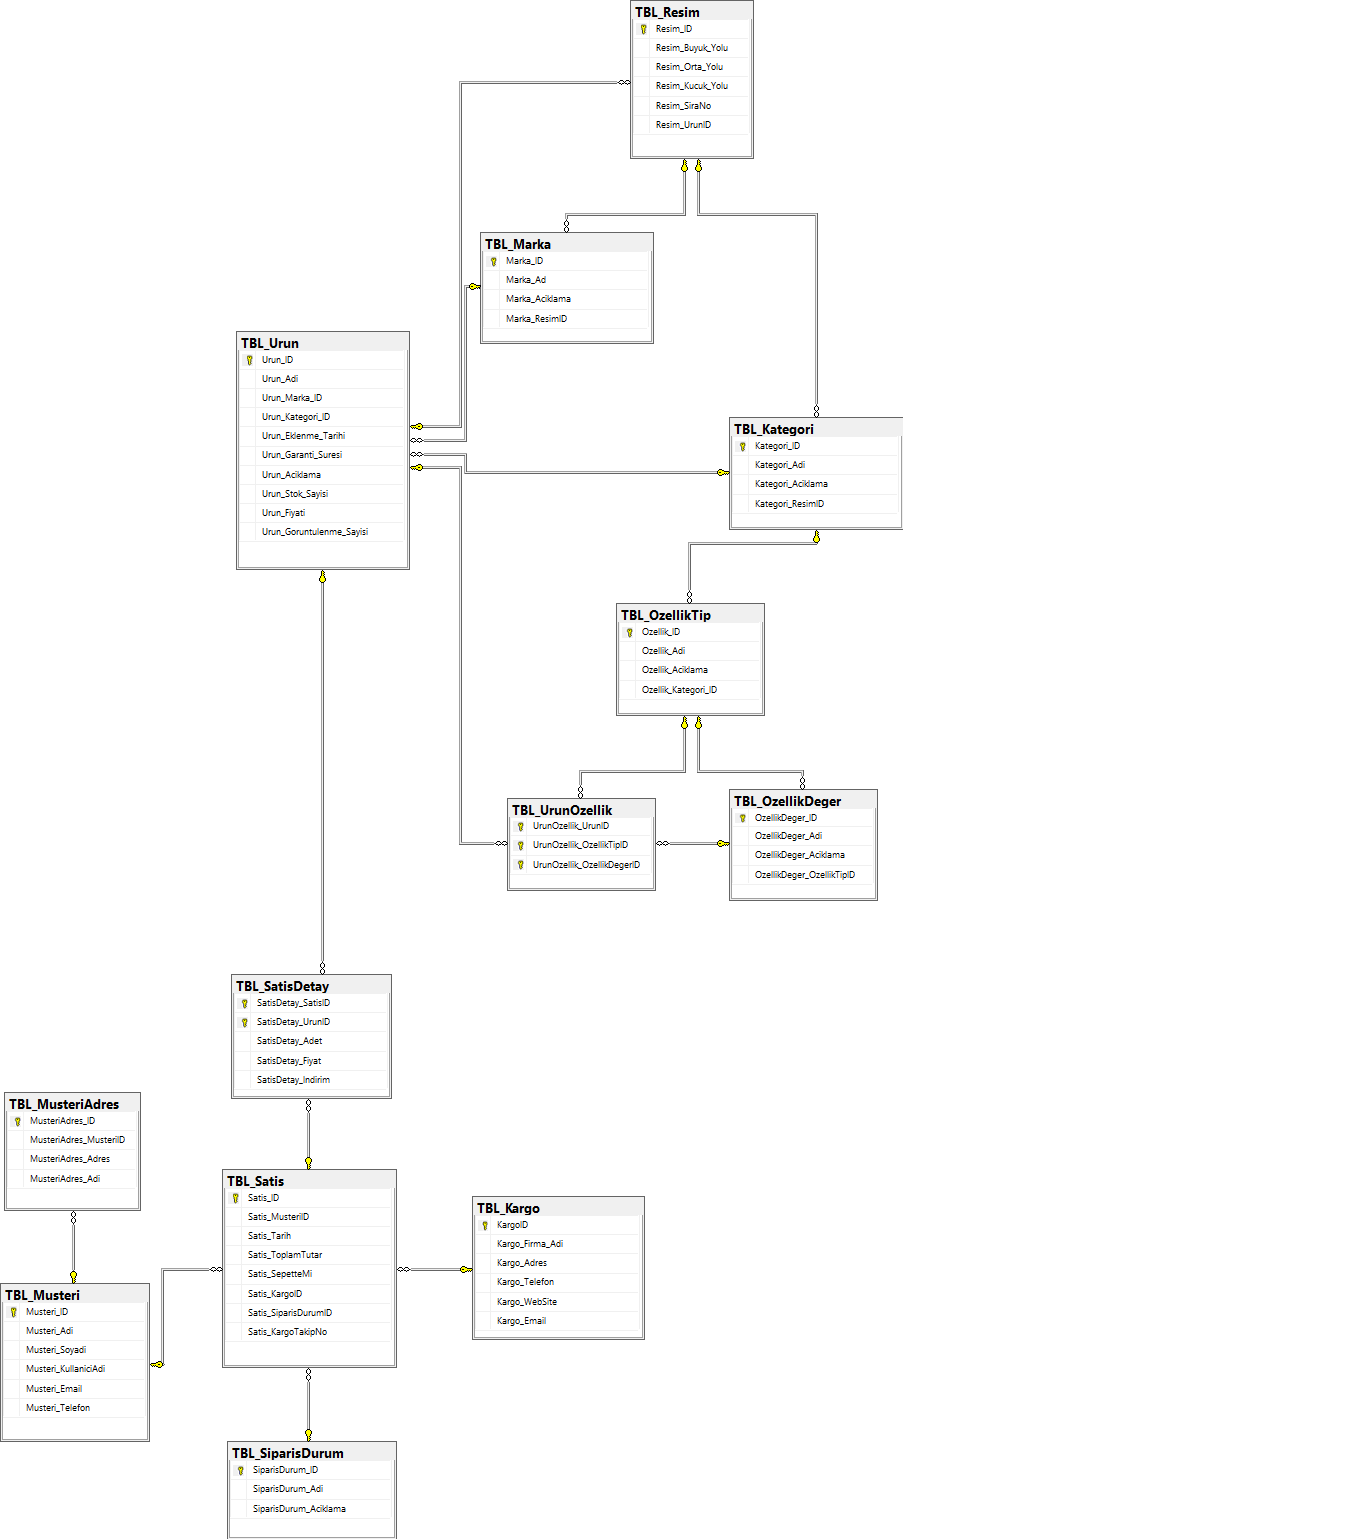 TBL_Resim
Resim_ID
Resim_Buyuk_Yolu
Resim_Orta_Yolu
Resim_Kucuk_Yolu
Resim_SiraNo
Resim_UrunID
TBL_Marka
Marka_ID
Marka_Ad
Marka_Aciklama
Marka_ResimID
TBL_Urun
Urun_ID
Urun_Adi
Urun_Marka_ID
Urun_Kategori_ID
Urun_Eklenme_Tarihi
Urun_Garanti_Suresi
Urun_Aciklama
Urun_Stok_Sayisi
Urun_Fiyati
Urun_Goruntulenme_Sayisi
TBL_Kategori
Kategori_ID
Kategori_Adi
Kategori_Aciklama
Kategori_ResimID
TBL_OzellikTip
Ozellik_ID
Ozellik_Adi
Ozellik_Aciklama
Ozellik_Kategori_ID
TBL_UrunOzellik
UrunOzellik_UrunID
UrunOzellik_OzellikTipID
UrunOzellik_OzellikDegerID
TBL_OzellikDeger
OzellikDeger_ID
OzellikDeger_Adi
OzellikDeger_Aciklama
OzellikDeger_OzellikTipID
TBL_SatisDetay
SatisDetay_SatisID
SatisDetay_UrunID
SatisDetay_Adet
SatisDetay_Fiyat
SatisDetay_Indirim
TBL_MusteriAdres
MusteriAdres_ID
MusteriAdres_MusteriID
MusteriAdres_Adres
MusteriAdres_Adi
TBL_Satis
Satis_ID
Satis_MusteriID
Satis_Tarih
Satis_ToplamTutar
Satis_SepetteMi
Satis_KargoID
Satis_SiparisDurumID
Satis_KargoTakipNo
TBL_Kargo
KargoID
Kargo_Firma_Adi
Kargo_Adres
Kargo_Telefon
Kargo_WebSite
Kargo_Email
TBL_Musteri
Musteri_ID
Musteri_Adi
Musteri_Soyadi
Musteri_KullaniciAdi
Musteri_Email
Musteri_Telefon
TBL_SiparisDurum
SiparisDurum_ID
SiparisDurum_Adi
SiparisDurum_Aciklama